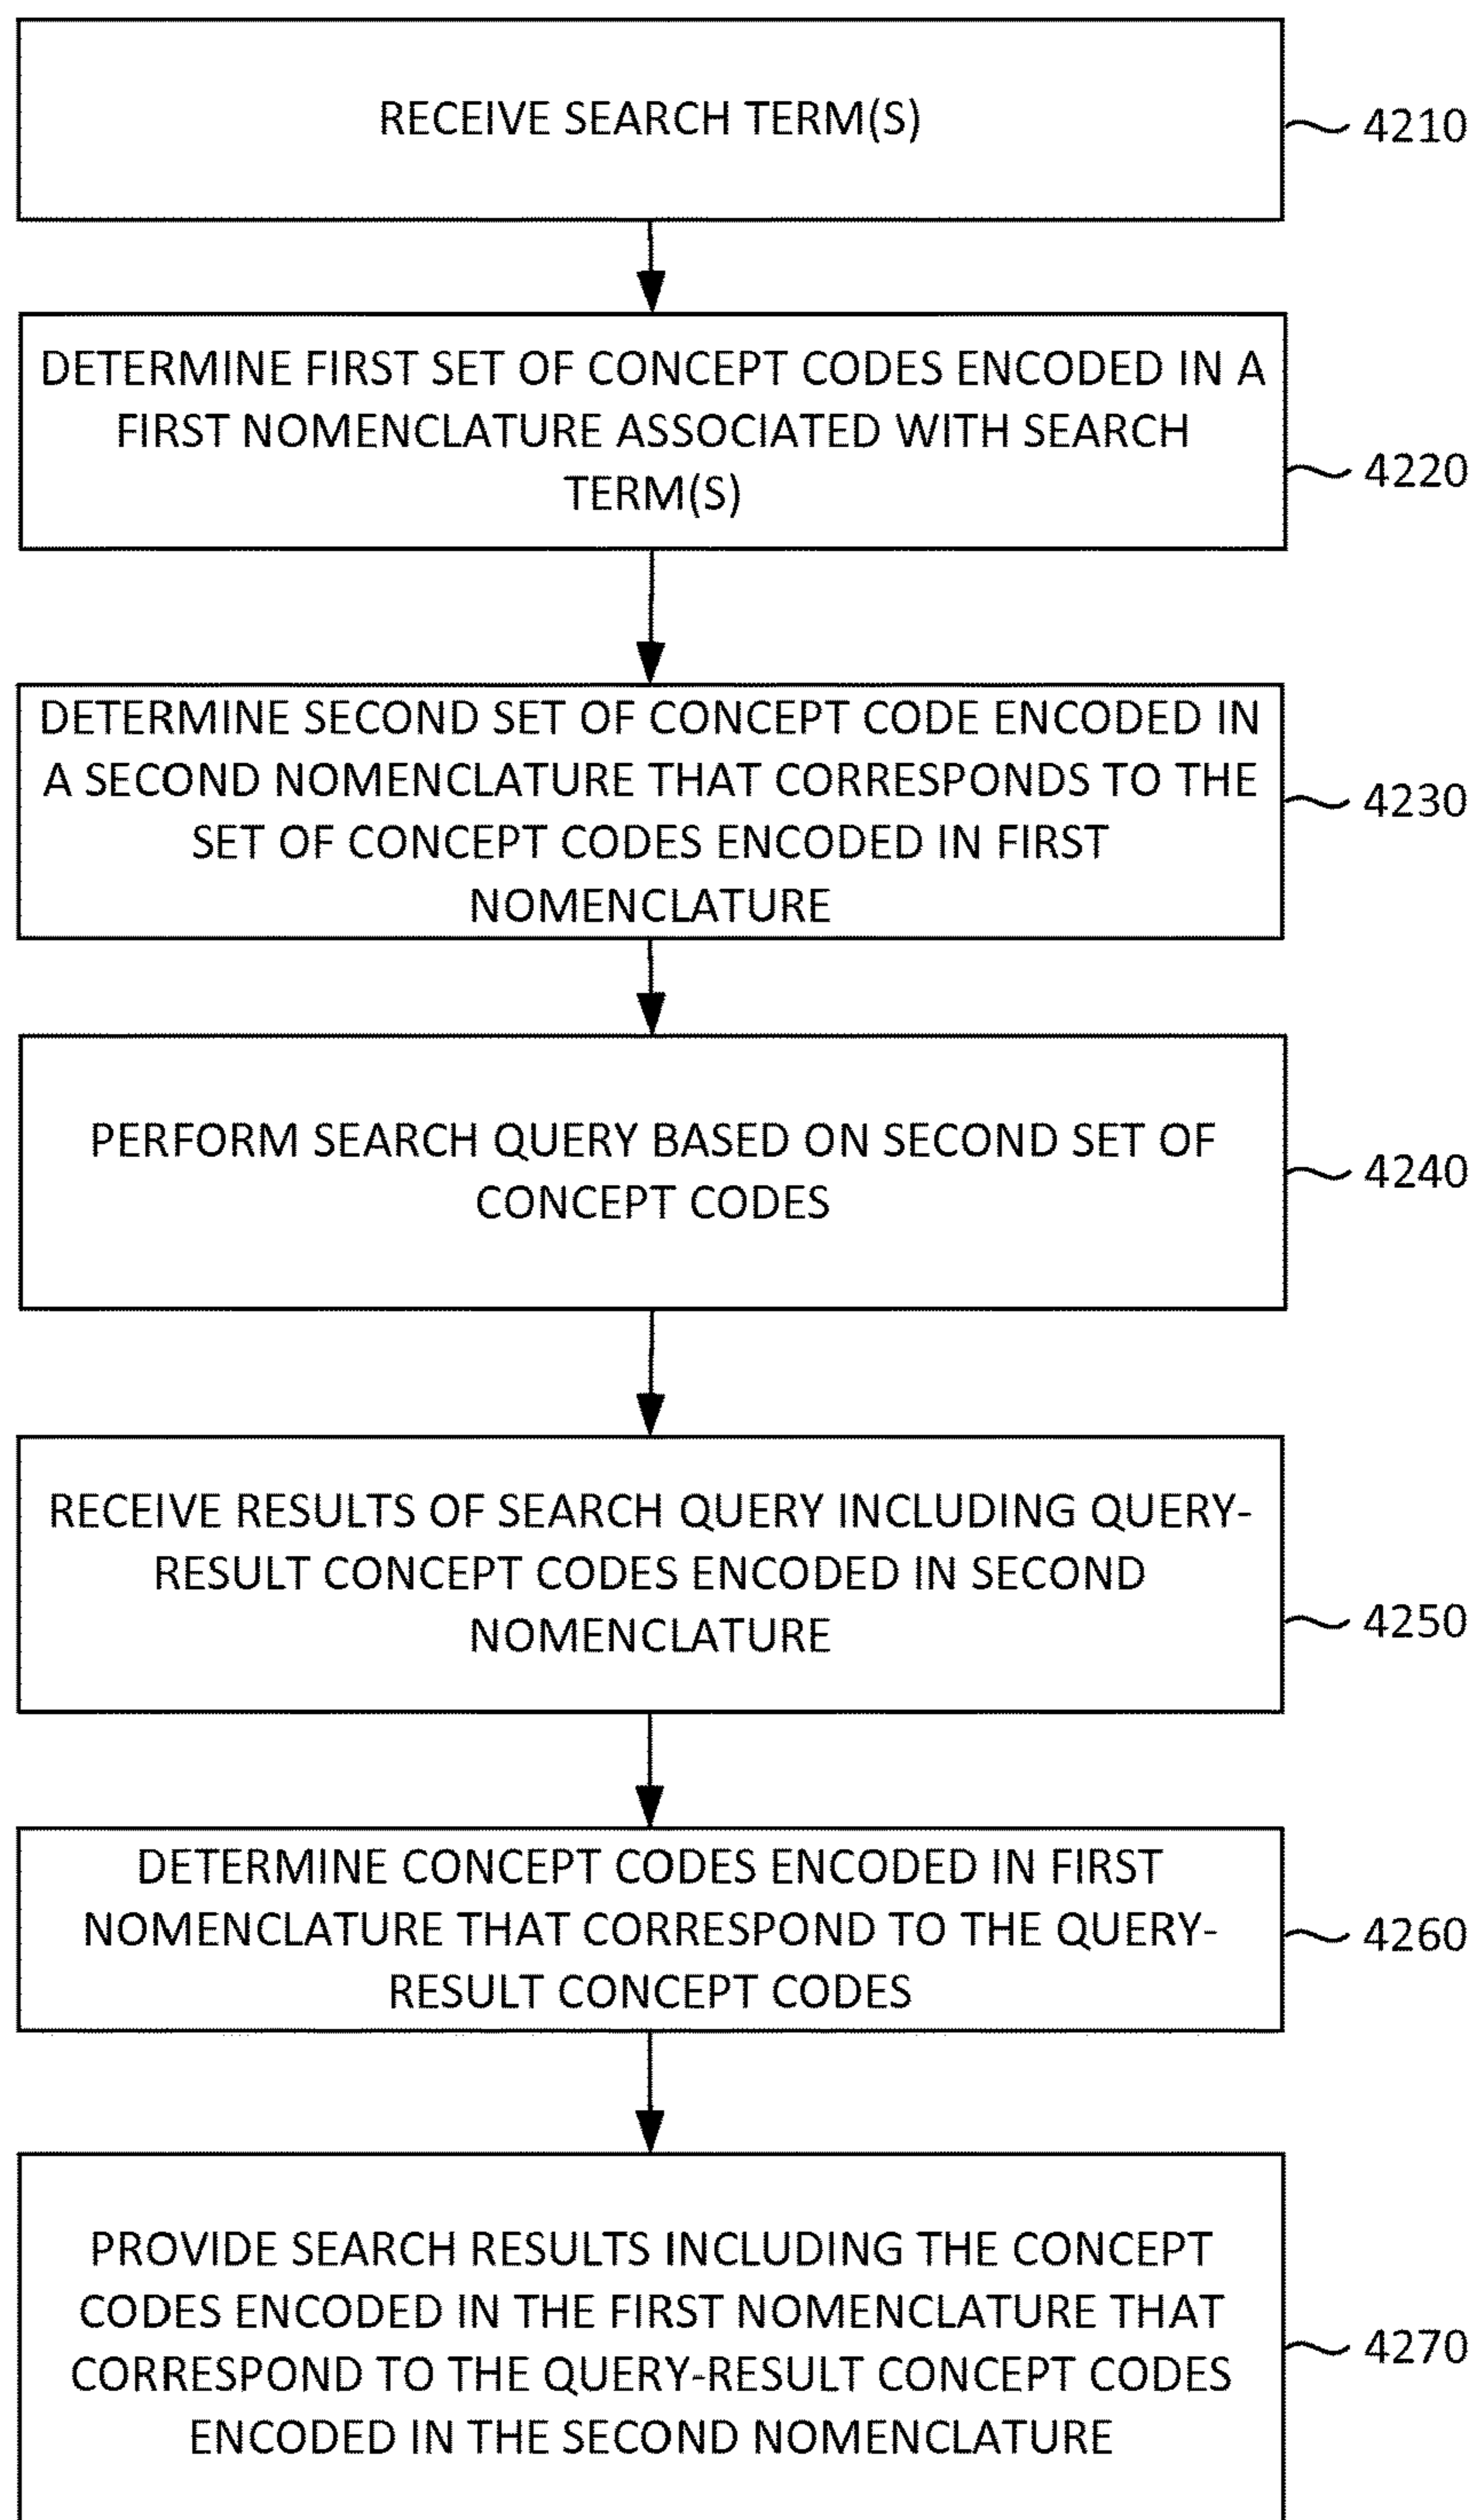 RECEIVE SEARCH TERM(S)
4210
DETERMINE FIRST SET OF CONCEPT CODES ENCODED IN A
FIRST NOMENCLATURE ASSOCIATED WITH SEARCH
TERM(S)
4220
DETERMINE SECOND SET OF CONCEPT CODE ENCODED IN
A SECOND NOMENCLATURE THAT CORRESPONDS TO THE
SET OF CONCEPT CODES ENCODED IN FIRST
NOMENCLATURE
4230
PERFORM SEARCH QUERY BASED ON SECOND SET OF
CONCEPT CODES
4240
RECEIVE RESULTS OF SEARCH QUERY INCLUDING QUERY-
RESULT CONCEPT CODES ENCODED IN SECOND
NOMENCLATURE
4250
DETERMINE CONCEPT CODES ENCODED IN FIRST
NOMENCLATURE THAT CORRESPOND TO THE QUERY-
RESULT CONCEPT CODES
4260
PROVIDE SEARCH RESULTS INCLUDING THE CONCEPT
CODES ENCODED IN THE FIRST NOMENCLATURE THAT
CORRESPOND TO THE QUERY-RESULT CONCEPT CODES
ENCODED IN THE SECOND NOMENCLATURE
4270